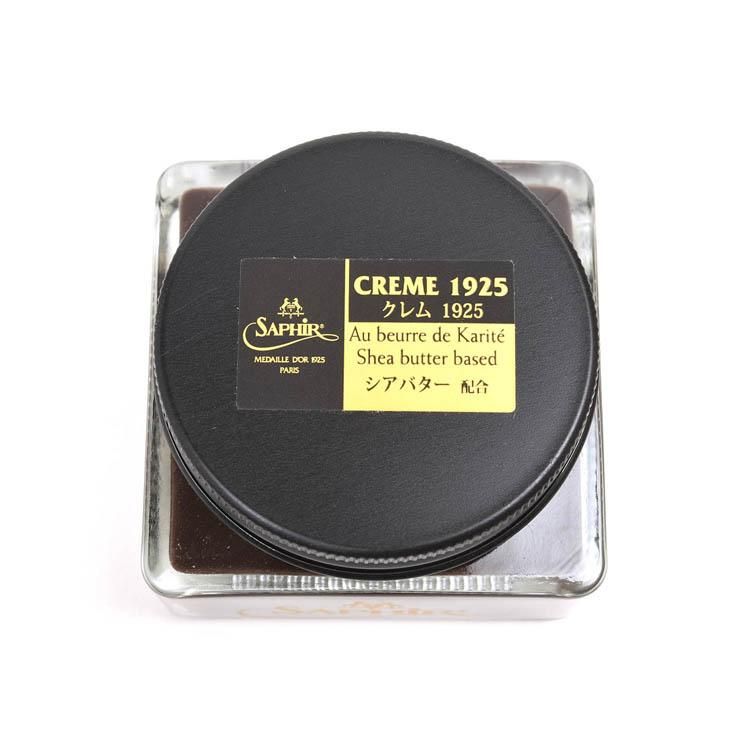 SAPHIR®
MEDAILLE D'OR 1925
PARIS
CREME 1925
クレム 1925
Au beurre de Karité
Shea butter based
シアバター 配合
SAPHIR